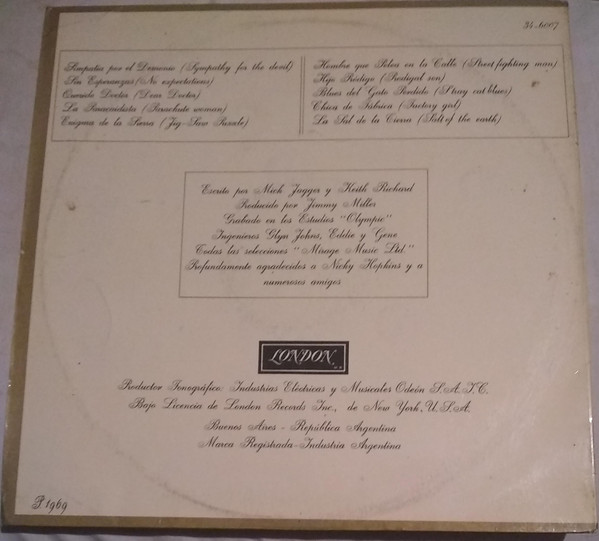 34.6007
Simpatía por el Demonio (Sympathy for the devil)
Sin Esperanzas (No expectations)
Querido Doctor (Dear Doctor)
La Paracaidista (Parachute woman)
Enigma de la Sierra (Jig-Saw Puzzle)
Hombre que Pelea en la Calle (Street fighting man)
Hijo Pródigo (Prodigal son)
Blues del Gato Perdido (Stray cat blues)
Chica de Fábrica (Factory girl)
La Sal de la Tierra (Salt of the earth)
Escrito por Mick Jagger y Keith Richard
Producido por Jimmy Miller
Grabado en los Estudios "Olympic"
Ingenieros Glyn Johns, Eddie y Gene
Todas las selecciones "Mirage Music Ltd."
Profundamente agradecidos a Nicky Hopkins y a
numerosos amigos
LONDON
Productor Fonográfico: Industrias Eléctricas y Musicales Odeón S.A.I.C.
Bajo Licencia de London Records Inc., de New York, U.S.A.
Buenos Aires - República Argentina
Marca Registrada - Industria Argentina
P. 1969